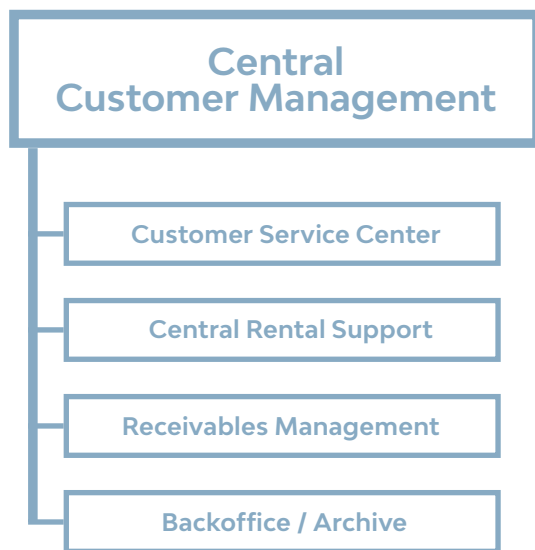 Central
Customer Management
Customer Service Center
Central Rental Support
Receivables Management
Backoffice / Archive